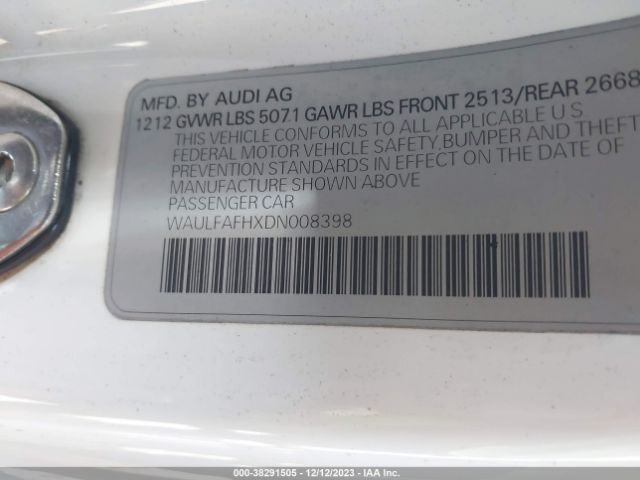 MFD. BY AUDI AG
1212 GVWR LBS 5071 GAWR LBS FRONT 2513/REAR 2668
THIS VEHICLE CONFORMS TO ALL APPLICABLE U S
FEDERAL MOTOR VEHICLE SAFETY, BUMPER AND THEFT
PREVENTION STANDARDS IN EFFECT ON THE DATE OF
MANUFACTURE SHOWN ABOVE
PASSENGER CAR
WAULFAFHXDN008398
000-38291505 - 12/12/2023 - IAA Inc.